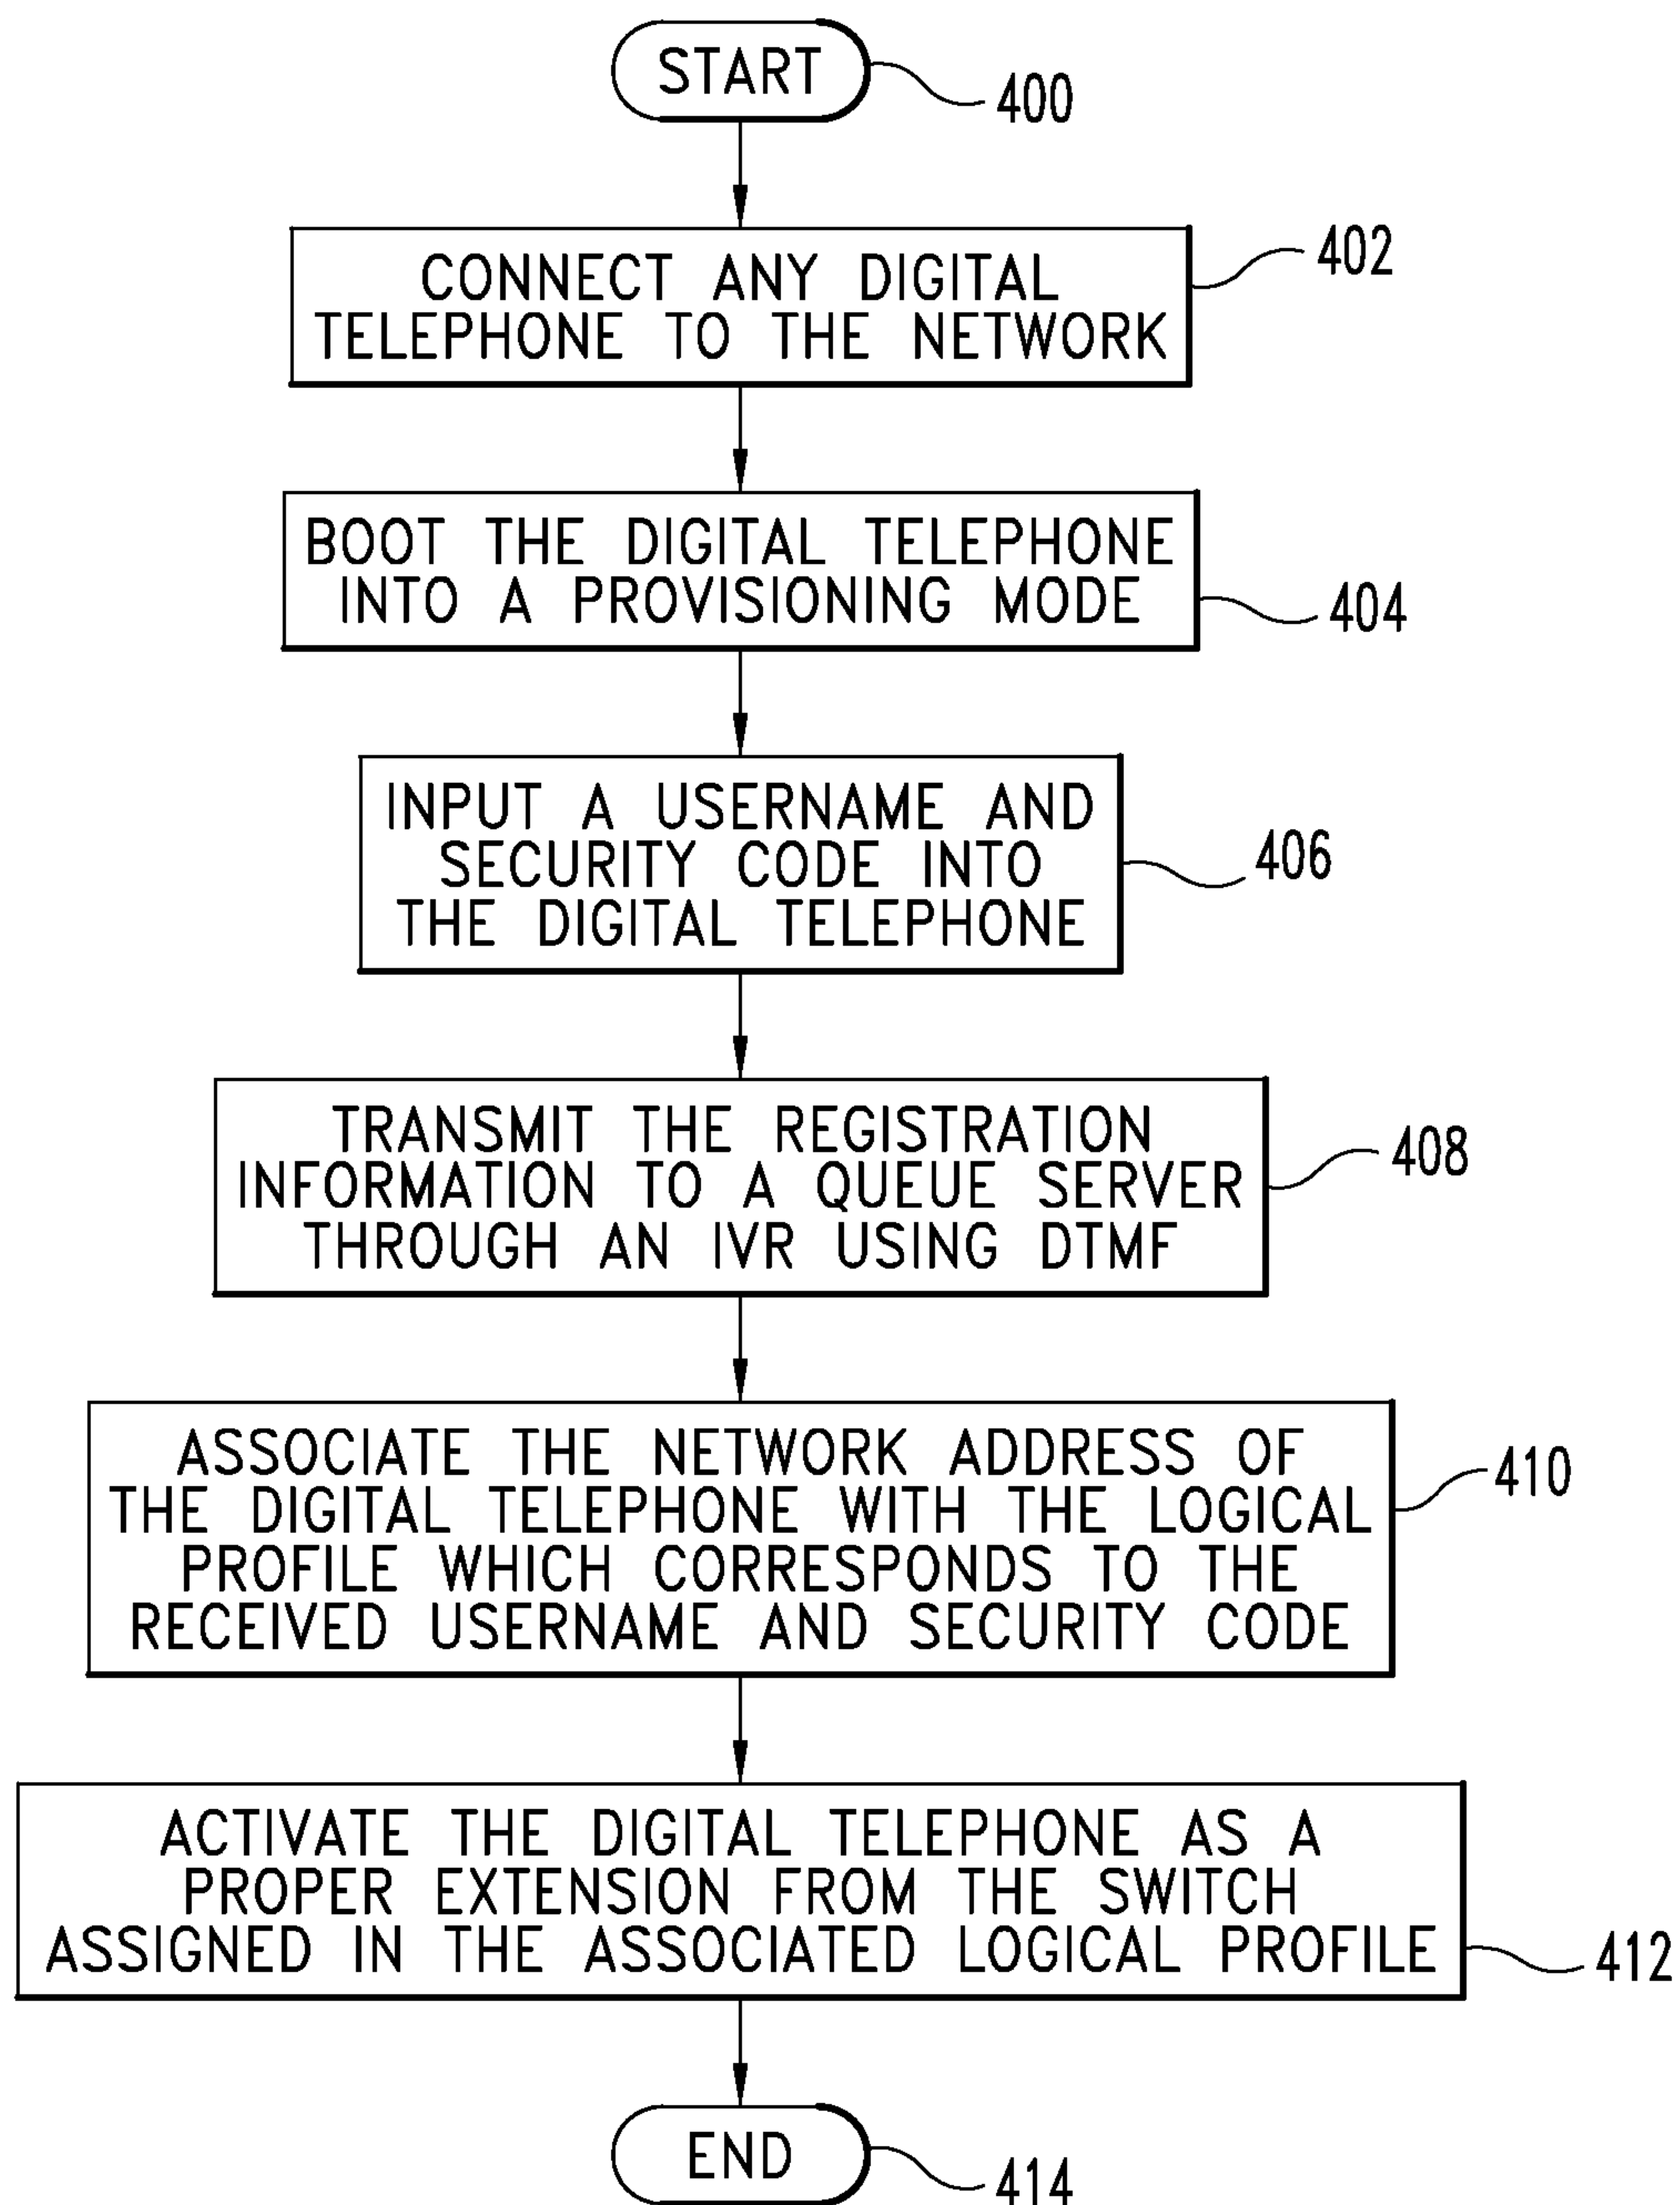 START
400
CONNECT ANY DIGITAL
TELEPHONE TO THE NETWORK
402
BOOT THE DIGITAL TELEPHONE
INTO A PROVISIONING MODE
404
INPUT A USERNAME AND
SECURITY CODE INTO
THE DIGITAL TELEPHONE
406
TRANSMIT THE REGISTRATION
INFORMATION TO A QUEUE SERVER
THROUGH AN IVR USING DTMF
408
ASSOCIATE THE NETWORK ADDRESS OF
THE DIGITAL TELEPHONE WITH THE LOGICAL
PROFILE WHICH CORRESPONDS TO THE
RECEIVED USERNAME AND SECURITY CODE
410
ACTIVATE THE DIGITAL TELEPHONE AS A
PROPER EXTENSION FROM THE SWITCH
ASSIGNED IN THE ASSOCIATED LOGICAL PROFILE
412
END
414